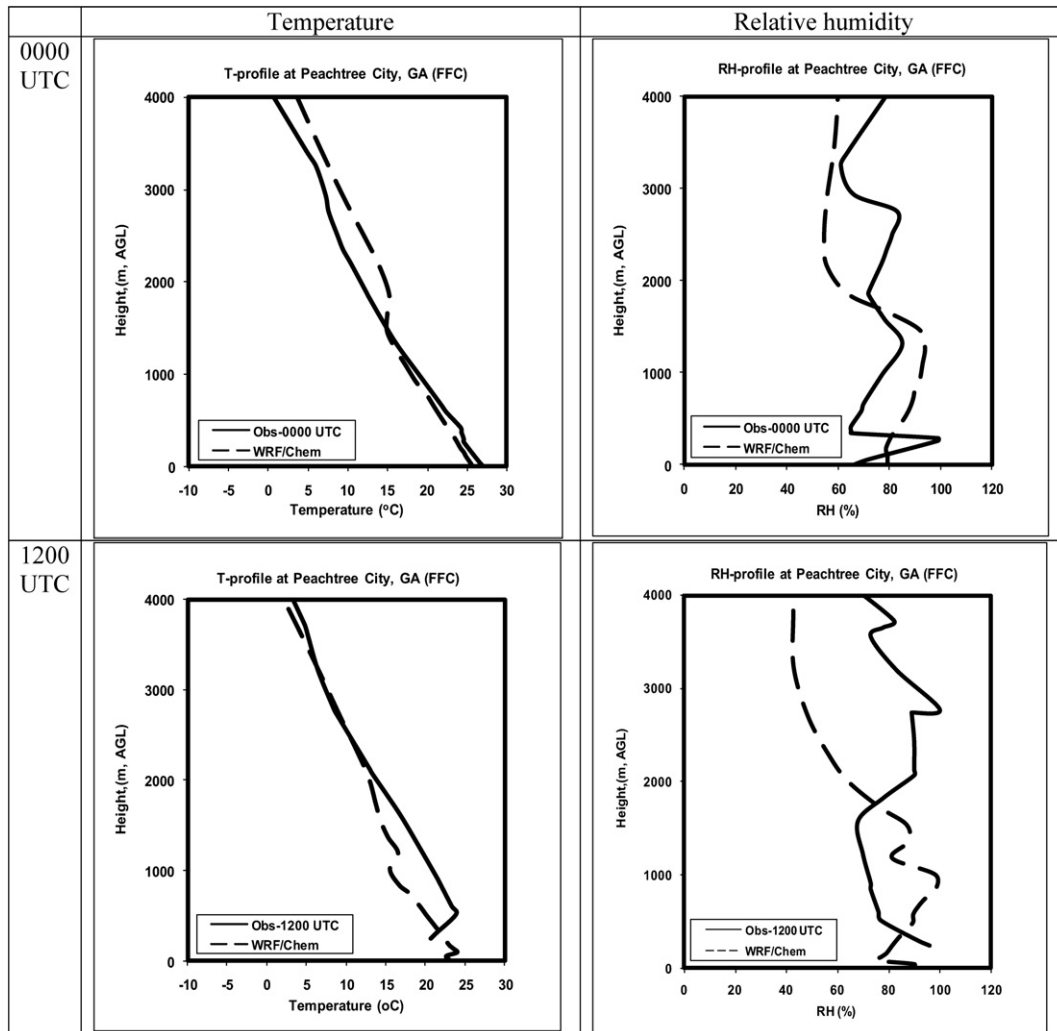 Temperature
Relative humidity
0000
UTC
T-profile at Peachtree City, GA (FFC)
4000
3000
2000
1000
0
Height,(m, AGL)
Obs-0000 UTC
WRF/Chem
-10 -5 0 5 10 15 20 25 30
Temperature (°C)
RH-profile at Peachtree City, GA (FFC)
4000
3000
2000
1000
0
Height,(m, AGL)
Obs-0000 UTC
WRF/Chem
0 20 40 60 80 100 120
RH (%)
1200
UTC
T-profile at Peachtree City, GA (FFC)
4000
3000
2000
1000
0
Height,(m, AGL)
Obs-1200 UTC
WRF/Chem
-10 -5 0 5 10 15 20 25 30
Temperature (oC)
RH-profile at Peachtree City, GA (FFC)
4000
3000
2000
1000
0
Height,(m, AGL)
Obs-1200 UTC
WRF/Chem
0 20 40 60 80 100 120
RH (%)